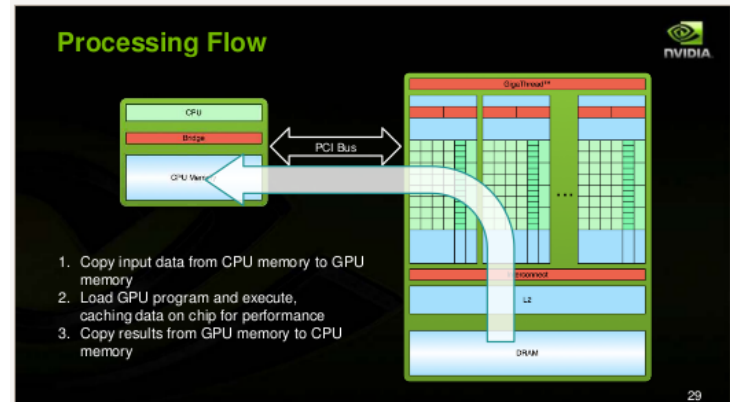 Processing Flow
NVIDIA.
GigaThread™
CPU
Bridge
PCI Bus
CPU Memory
1. Copy input data from CPU memory to GPU
memory
2. Load GPU program and execute,
caching data on chip for performance
3. Copy results from GPU memory to CPU
memory
Interconnect
L2
DRAM
29